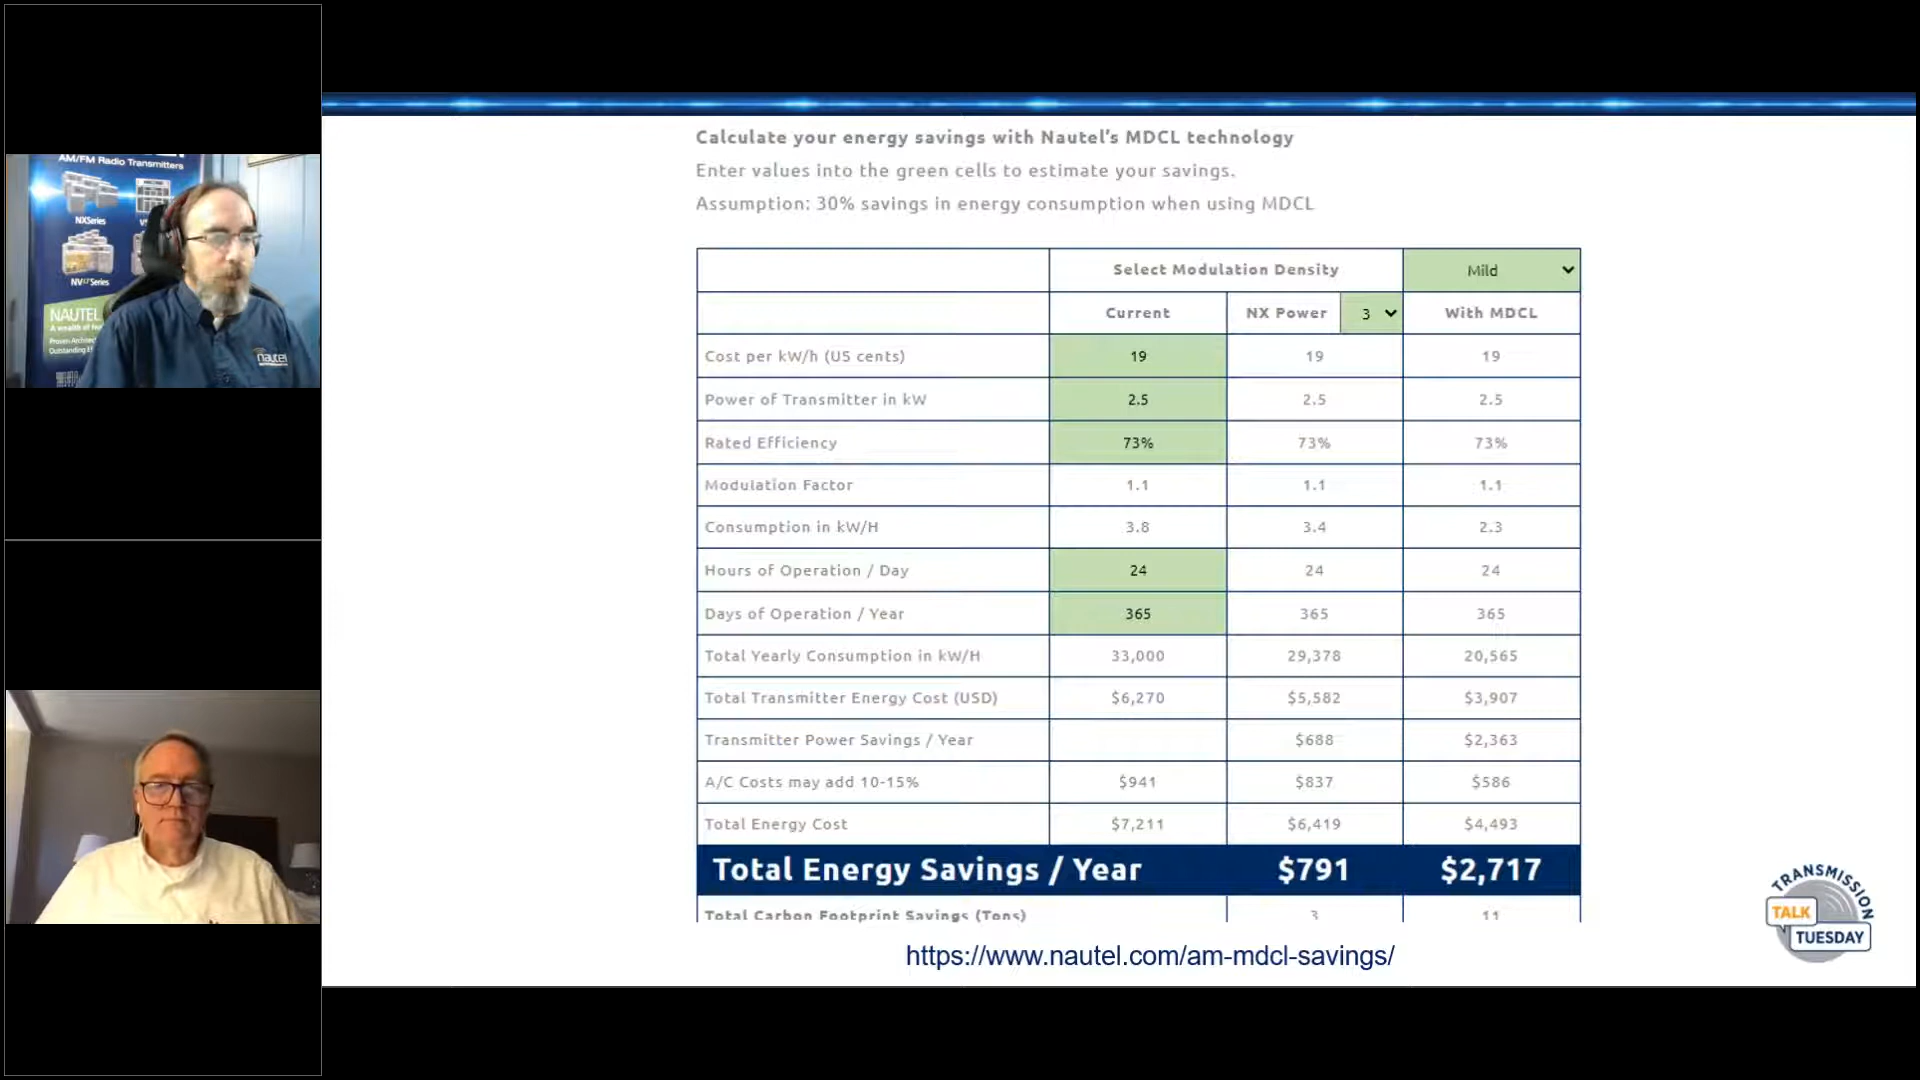 AM/FM Radio Transmitters
NXSeries
NVLTSeries
NAUTEL
nautel
Calculate your energy savings with Nautel’s MDCL technology
Enter values into the green cells to estimate your savings.
Assumption: 30% savings in energy consumption when using MDCL
Select Modulation Density Mild
Current NX Power 3 With MDCL
Cost per kW/h (US cents) 19 19 19
Power of Transmitter in kW 2.5 2.5 2.5
Rated Efficiency 73% 73% 73%
Modulation Factor 1.1 1.1 1.1
Consumption in kW/H 3.8 3.4 2.3
Hours of Operation / Day 24 24 24
Days of Operation / Year 365 365 365
Total Yearly Consumption in kW/H 33,000 29,378 20,565
Total Transmitter Energy Cost (USD) $6,270 $5,582 $3,907
Transmitter Power Savings / Year $688 $2,363
A/C Costs may add 10-15% $941 $837 $586
Total Energy Cost $7,211 $6,419 $4,493
Total Energy Savings / Year $791 $2,717
Total Carbon Footprint Savings (Tons) 3 11
https://www.nautel.com/am-mdcl-savings/
TRANSMISSION
TALK
TUESDAY